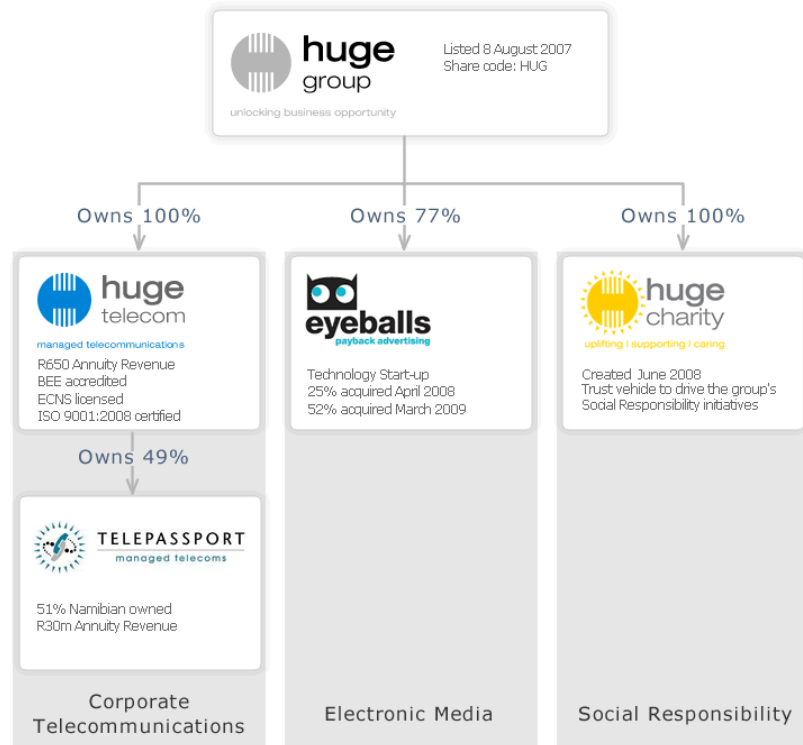 huge
group
unlocking business opportunity
Listed 8 August 2007
Share code: HUG
Owns 100%
Owns 77%
Owns 100%
huge
telecom
managed telecommunications
R650 Annuity Revenue
BEE accredited
ECNS licensed
ISO 9001:2008 certified
eyeballs
payback advertising
Technology Start-up
25% acquired April 2008
52% acquired March 2009
huge
charity
uplifting | supporting | caring
Created June 2008
Trust vehicle to drive the group's
Social Responsibility initiatives
Owns 49%
TELEPASSPORT
managed telecoms
51% Namibian owned
R30m Annuity Revenue
Corporate
Telecommunications
Electronic Media
Social Responsibility